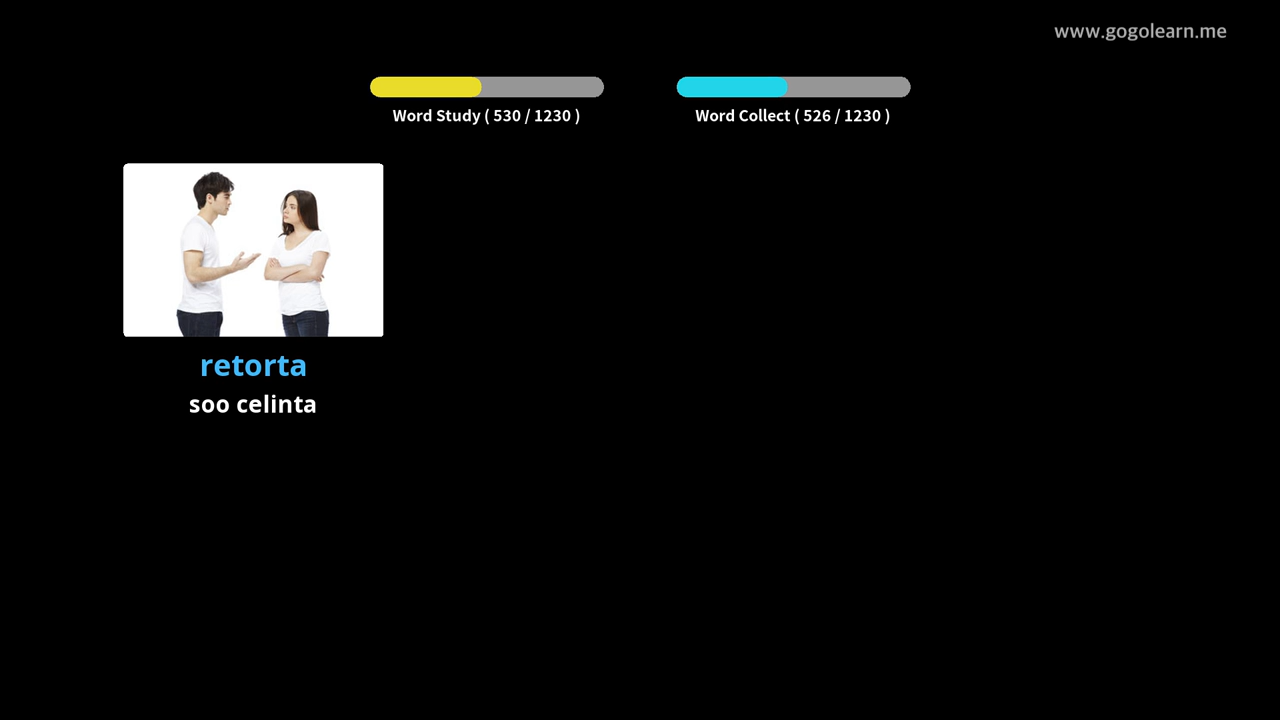 www.gogolearn.me
Word Study ( 530 / 1230 )
Word Collect ( 526 / 1230 )
retorta
soo celinta